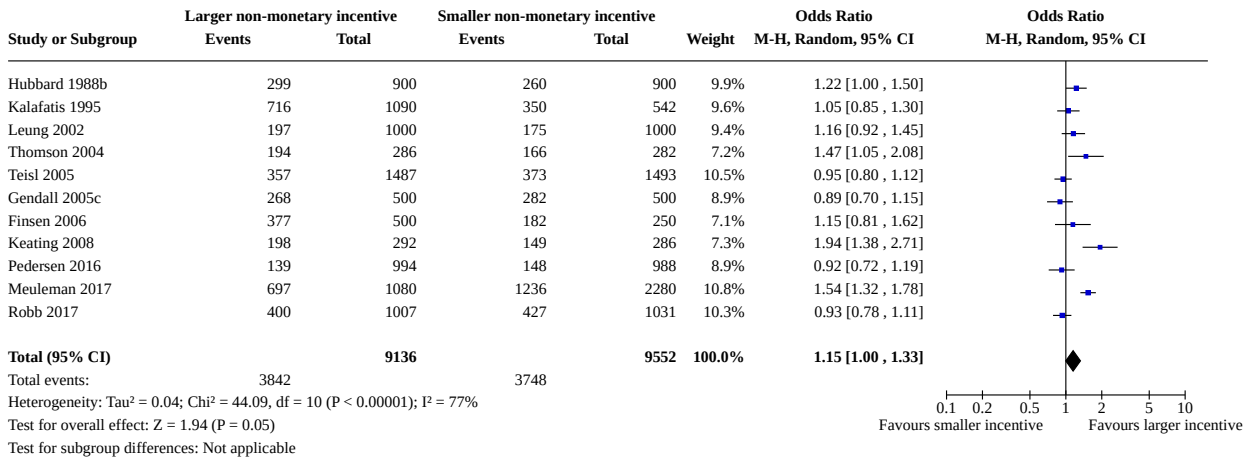 Larger non-monetary incentive Smaller non-monetary incentive Odds Ratio Odds Ratio
Study or Subgroup Events Total Events Total Weight M-H, Random, 95% CI M-H, Random, 95% CI
Hubbard 1988b 299 900 260 900 9.9% 1.22 [1.00 , 1.50]
Kalafatis 1995 716 1090 350 542 9.6% 1.05 [0.85 , 1.30]
Leung 2002 197 1000 175 1000 9.4% 1.16 [0.92 , 1.45]
Thomson 2004 194 286 166 282 7.2% 1.47 [1.05 , 2.08]
Teisl 2005 357 1487 373 1493 10.5% 0.95 [0.80 , 1.12]
Gendall 2005c 268 500 282 500 8.9% 0.89 [0.70 , 1.15]
Finsen 2006 377 500 182 250 7.1% 1.15 [0.81 , 1.62]
Keating 2008 198 292 149 286 7.3% 1.94 [1.38 , 2.71]
Pedersen 2016 139 994 148 988 8.9% 0.92 [0.72 , 1.19]
Meuleman 2017 697 1080 1236 2280 10.8% 1.54 [1.32 , 1.78]
Robb 2017 400 1007 427 1031 10.3% 0.93 [0.78 , 1.11]
Total (95% CI) 9136 9552 100.0% 1.15 [1.00 , 1.33]
Total events: 3842 3748
Heterogeneity: Tau² = 0.04; Chi² = 44.09, df = 10 (P < 0.00001); I² = 77%
0.1 0.2 0.5 1 2 5 10
Test for overall effect: Z = 1.94 (P = 0.05) Favours smaller incentive Favours larger incentive
Test for subgroup differences: Not applicable